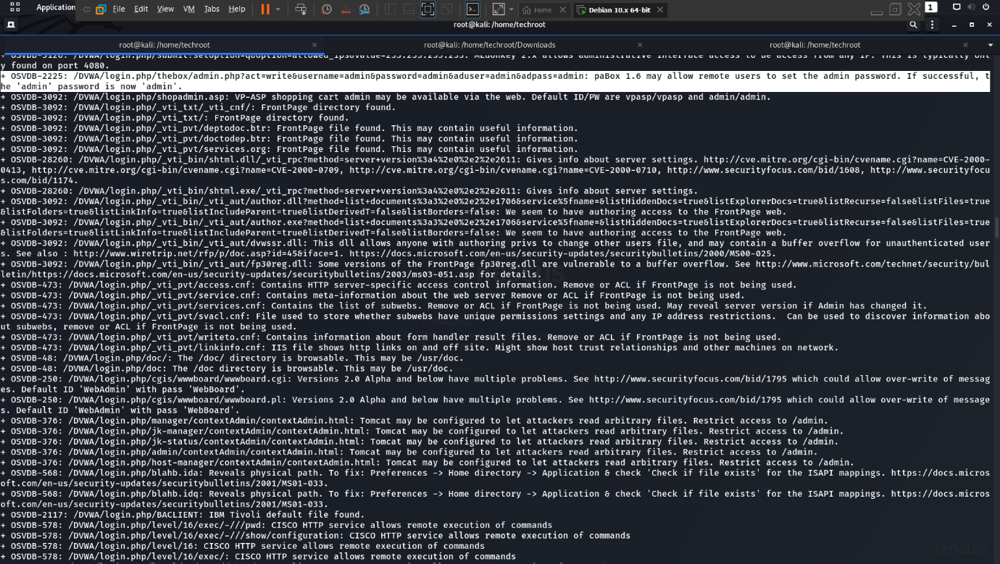 Application
File Edit View VM Tabs Help
Home
Debian 10.x 64-bit
1
root@kali: /home/techroot
root@kali: /home/techroot
root@kali: /home/techroot/Downloads
root@kali: /home/techroot
y found on port 4080.
+ OSVDB-2225: /DVWA/login.php/thebox/admin.php?act=write&username=admin&password=admin&aduser=admin&adpass=admin: paBox 1.6 may allow remote users to set the admin password. If successful, t
he 'admin' password is now 'admin'.
+ OSVDB-3092: /DVWA/login.php/shopadmin.asp: VP-ASP shopping cart admin may be available via the web. Default ID/PW are vpasp/vpasp and admin/admin.
+ OSVDB-3092: /DVWA/login.php/_vti_txt/_vti_cnf/: FrontPage directory found.
+ OSVDB-3092: /DVWA/login.php/_vti_txt/: FrontPage directory found.
+ OSVDB-3092: /DVWA/login.php/_vti_pvt/deptodoc.btr: FrontPage file found. This may contain useful information.
+ OSVDB-3092: /DVWA/login.php/_vti_pvt/doctodep.btr: FrontPage file found. This may contain useful information.
+ OSVDB-3092: /DVWA/login.php/_vti_pvt/services.org: FrontPage file found. This may contain useful information.
+ OSVDB-28260: /DVWA/login.php/_vti_bin/shtml.dll/_vti_rpc?method=server+version%3a4%2e0%2e2%2e2611: Gives info about server settings. http://cve.mitre.org/cgi-bin/cvename.cgi?name=CVE-2000-
0413, http://cve.mitre.org/cgi-bin/cvename.cgi?name=CVE-2000-0709, http://cve.mitre.org/cgi-bin/cvename.cgi?name=CVE-2000-0710, http://www.securityfocus.com/bid/1608, http://www.securityfocu
s.com/bid/1174.
+ OSVDB-28260: /DVWA/login.php/_vti_bin/shtml.exe/_vti_rpc?method=server+version%3a4%2e0%2e2%2e2611: Gives info about server settings.
+ OSVDB-3092: /DVWA/login.php/_vti_bin/_vti_aut/author.dll?method=list+documents%3a3%2e0%2e2%2e1706&service%5fname=&listHiddenDocs=true&listExplorerDocs=true&listRecurse=false&listFiles=true
&listFolders=true&listLinkInfo=true&listIncludeParent=true&listDerivedT=false&listBorders=false: We seem to have authoring access to the FrontPage web.
+ OSVDB-3092: /DVWA/login.php/_vti_bin/_vti_aut/author.exe?method=list+documents%3a3%2e0%2e2%2e1706&service%5fname=&listHiddenDocs=true&listExplorerDocs=true&listRecurse=false&listFiles=true
&listFolders=true&listLinkInfo=true&listIncludeParent=true&listDerivedT=false&listBorders=false: We seem to have authoring access to the FrontPage web.
+ OSVDB-3092: /DVWA/login.php/_vti_bin/_vti_aut/dvwssr.dll: This dll allows anyone with authoring privs to change other users file, and may contain a buffer overflow for unauthenticated user
s. See also : http://www.wiretrip.net/rfp/p/doc.asp?id=45&iface=1. https://docs.microsoft.com/en-us/security-updates/securitybulletins/2000/MS00-025.
+ OSVDB-3092: /DVWA/login.php/_vti_bin/_vti_aut/fp30reg.dll: Some versions of the FrontPage fp30reg.dll are vulnerable to a buffer overflow. See http://www.microsoft.com/technet/security/bul
letin/https://docs.microsoft.com/en-us/security-updates/securitybulletins/2003/ms03-051.asp for details.
+ OSVDB-473: /DVWA/login.php/_vti_pvt/access.cnf: Contains HTTP server-specific access control information. Remove or ACL if FrontPage is not being used.
+ OSVDB-473: /DVWA/login.php/_vti_pvt/service.cnf: Contains meta-information about the web server Remove or ACL if FrontPage is not being used.
+ OSVDB-473: /DVWA/login.php/_vti_pvt/services.cnf: Contains the list of subwebs. Remove or ACL if FrontPage is not being used. May reveal server version if Admin has changed it.
+ OSVDB-473: /DVWA/login.php/_vti_pvt/svacl.cnf: File used to store whether subwebs have unique permissions settings and any IP address restrictions.  Can be used to discover information abo
ut subwebs, remove or ACL if FrontPage is not being used.
+ OSVDB-473: /DVWA/login.php/_vti_pvt/writeto.cnf: Contains information about form handler result files. Remove or ACL if FrontPage is not being used.
+ OSVDB-473: /DVWA/login.php/_vti_pvt/linkinfo.cnf: IIS file shows http links on and off site. Might show host trust relationships and other machines on network.
+ OSVDB-48: /DVWA/login.php/doc/: The /doc/ directory is browsable. This may be /usr/doc.
+ OSVDB-48: /DVWA/login.php/doc: The /doc directory is browsable. This may be /usr/doc.
+ OSVDB-250: /DVWA/login.php/cgis/wwwboard/wwwboard.cgi: Versions 2.0 Alpha and below have multiple problems. See http://www.securityfocus.com/bid/1795 which could allow over-write of messag
es. Default ID 'WebAdmin' with pass 'WebBoard'.
+ OSVDB-250: /DVWA/login.php/cgis/wwwboard/wwwboard.pl: Versions 2.0 Alpha and below have multiple problems. See http://www.securityfocus.com/bid/1795 which could allow over-write of message
s. Default ID 'WebAdmin' with pass 'WebBoard'.
+ OSVDB-376: /DVWA/login.php/manager/contextAdmin/contextAdmin.html: Tomcat may be configured to let attackers read arbitrary files. Restrict access to /admin.
+ OSVDB-376: /DVWA/login.php/jk-manager/contextAdmin/contextAdmin.html: Tomcat may be configured to let attackers read arbitrary files. Restrict access to /admin.
+ OSVDB-376: /DVWA/login.php/jk-status/contextAdmin/contextAdmin.html: Tomcat may be configured to let attackers read arbitrary files. Restrict access to /admin.
+ OSVDB-376: /DVWA/login.php/admin/contextAdmin/contextAdmin.html: Tomcat may be configured to let attackers read arbitrary files. Restrict access to /admin.
+ OSVDB-376: /DVWA/login.php/host-manager/contextAdmin/contextAdmin.html: Tomcat may be configured to let attackers read arbitrary files. Restrict access to /admin.
+ OSVDB-568: /DVWA/login.php/blahb.ida: Reveals physical path. To fix: Preferences -> Home directory -> Application & check 'Check if file exists' for the ISAPI mappings. https://docs.micros
oft.com/en-us/security-updates/securitybulletins/2001/MS01-033.
+ OSVDB-568: /DVWA/login.php/blahb.idq: Reveals physical path. To fix: Preferences -> Home directory -> Application & check 'Check if file exists' for the ISAPI mappings. https://docs.micros
oft.com/en-us/security-updates/securitybulletins/2001/MS01-033.
+ OSVDB-2117: /DVWA/login.php/BACLIENT: IBM Tivoli default file found.
+ OSVDB-578: /DVWA/login.php/level/16/exec/-///pwd: CISCO HTTP service allows remote execution of commands
+ OSVDB-578: /DVWA/login.php/level/16/exec/-///show/configuration: CISCO HTTP service allows remote execution of commands
+ OSVDB-578: /DVWA/login.php/level/16: CISCO HTTP service allows remote execution of commands
+ OSVDB-578: /DVWA/login.php/level/16/exec/: CISCO HTTP service allows remote execution of commands
tenable